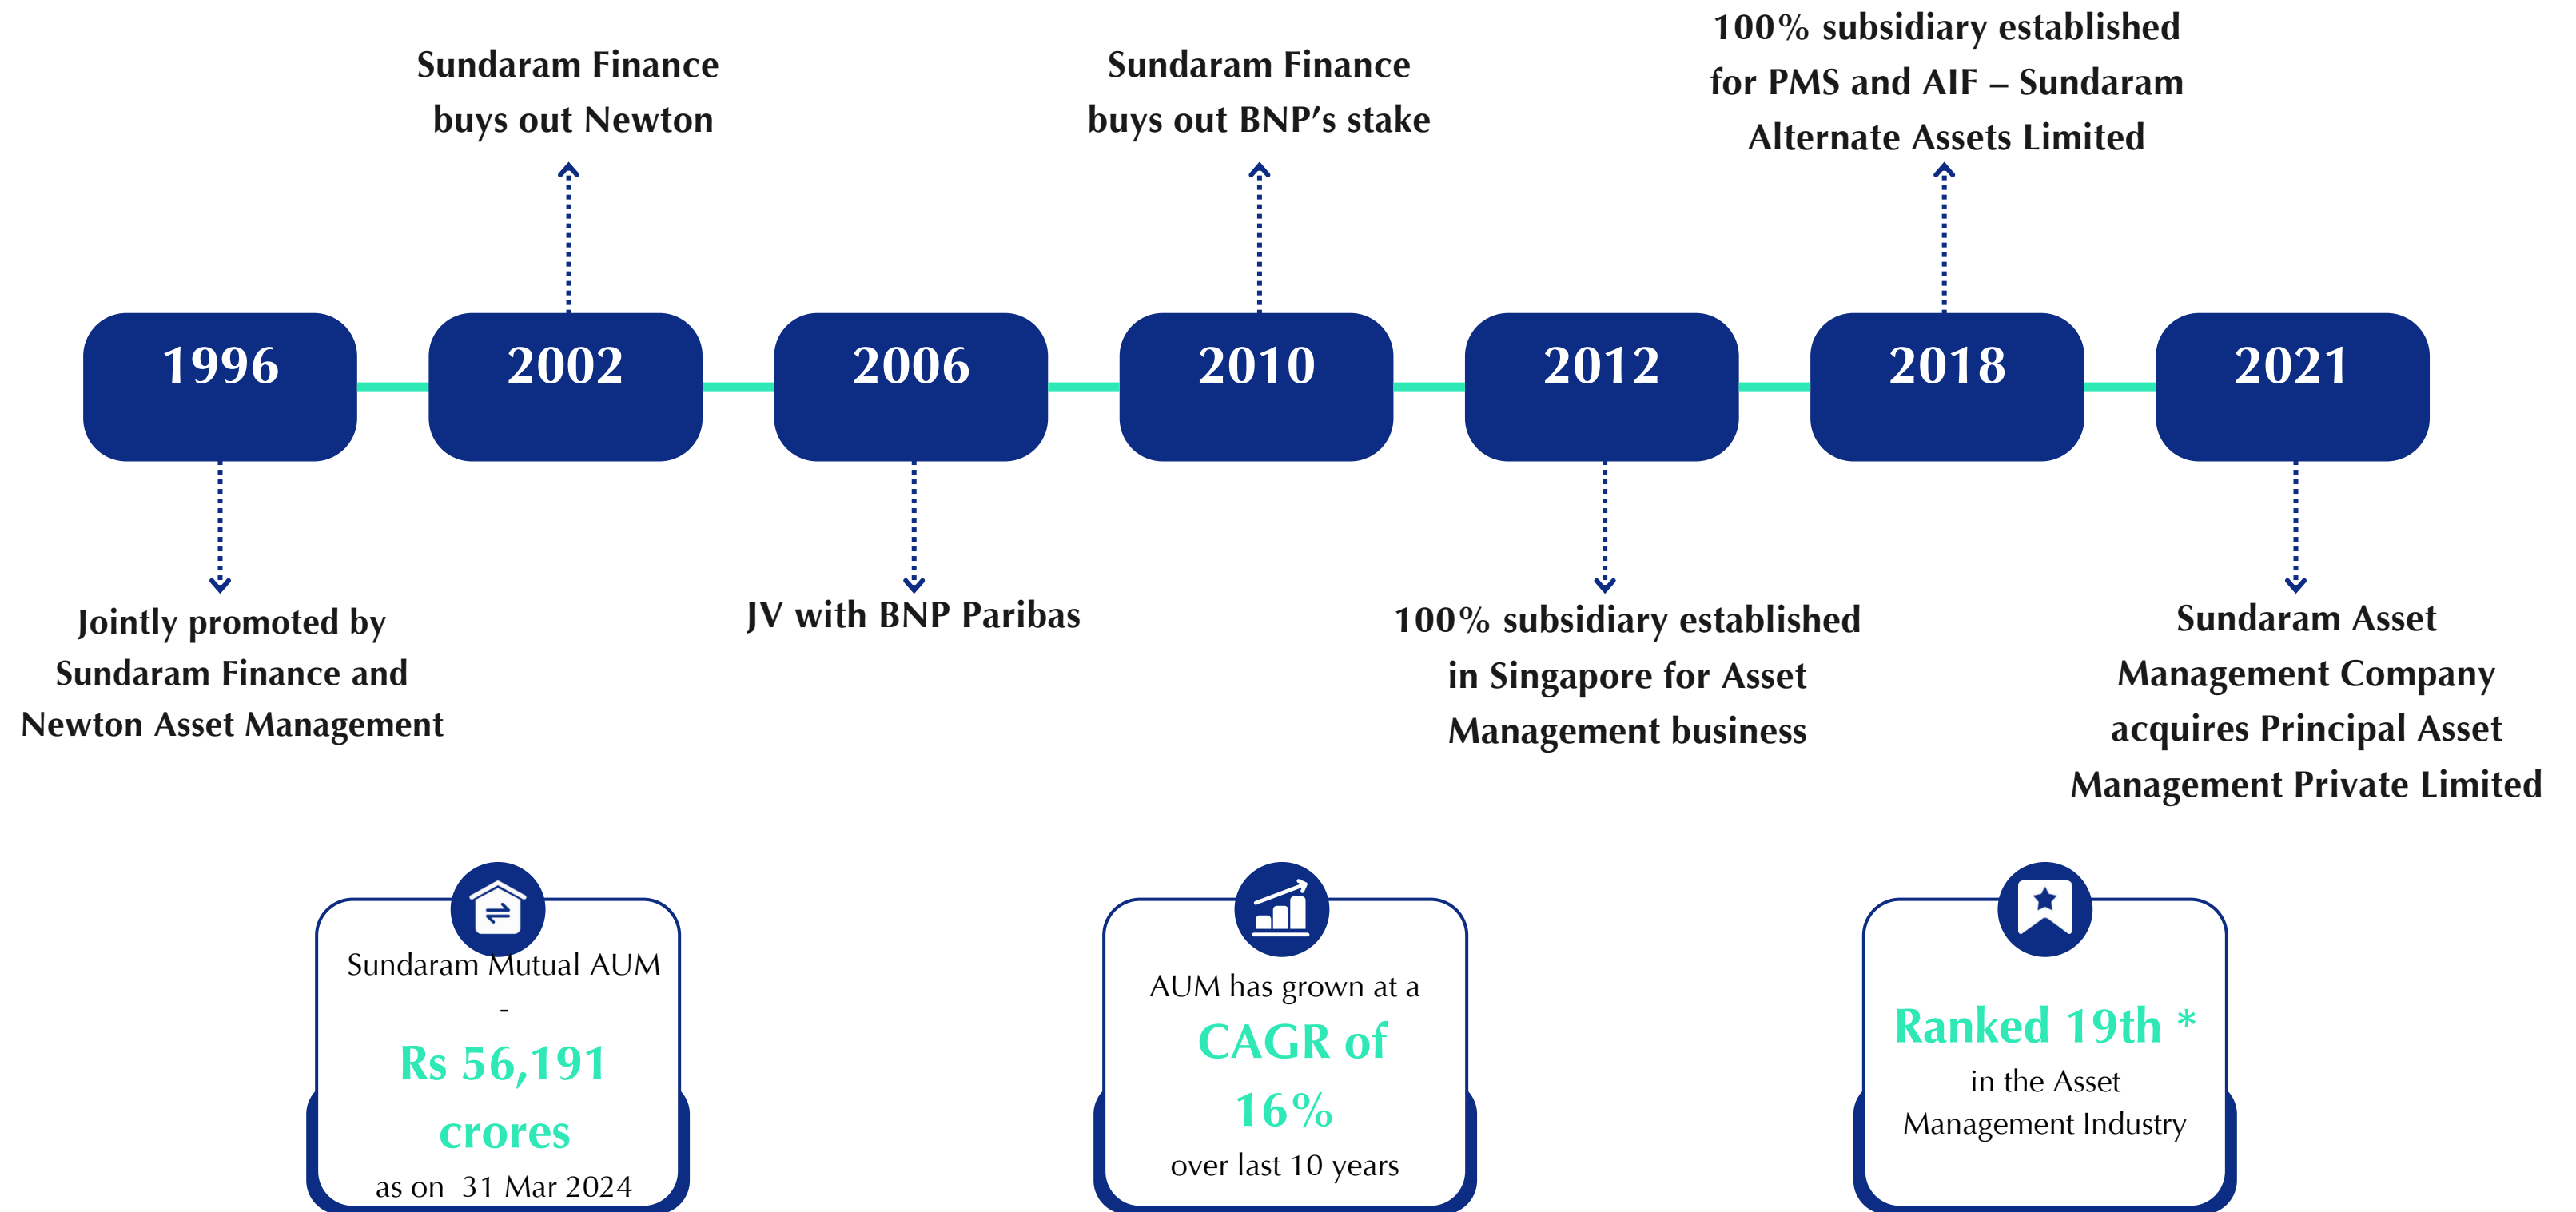 100% subsidiary established
for PMS and AIF – Sundaram
Alternate Assets Limited
Sundaram Finance
buys out Newton
Sundaram Finance
buys out BNP’s stake
1996
2002
2006
2010
2012
2018
2021
Jointly promoted by
Sundaram Finance and
Newton Asset Management
JV with BNP Paribas
100% subsidiary established
in Singapore for Asset
Management business
Sundaram Asset
Management Company
acquires Principal Asset
Management Private Limited
Sundaram Mutual AUM
-
Rs 56,191
crores
as on 31 Mar 2024
AUM has grown at a
CAGR of
16%
over last 10 years
Ranked 19th *
in the Asset
Management Industry